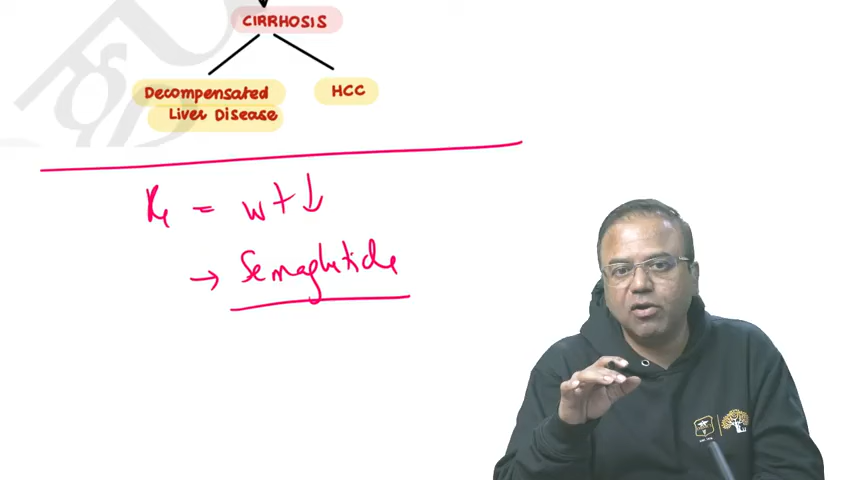 CIRRHOSIS
Decompensated HCC
Liver Disease
Rx = wt ↓
→ Semaglutide